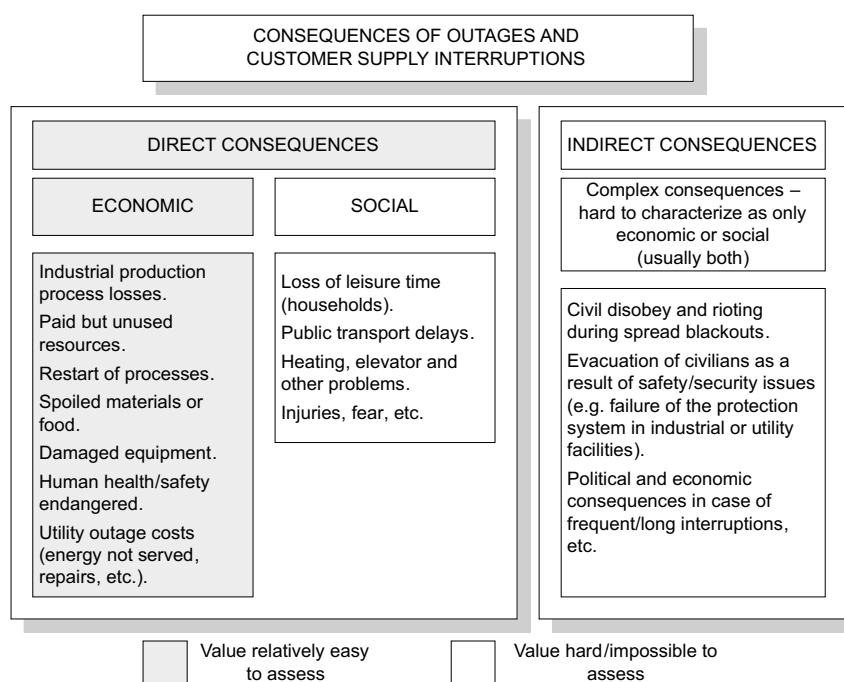 CONSEQUENCES OF OUTAGES AND
CUSTOMER SUPPLY INTERRUPTIONS
DIRECT CONSEQUENCES
ECONOMIC
Industrial production
process losses.
Paid but unused
resources.
Restart of processes.
Spoiled materials or
food.
Damaged equipment.
Human health/safety
endangered.
Utility outage costs
(energy not served,
repairs, etc.).
SOCIAL
Loss of leisure time
(households).
Public transport delays.
Heating, elevator and
other problems.
Injuries, fear, etc.
INDIRECT CONSEQUENCES
Complex consequences –
hard to characterize as only
economic or social
(usually both)
Civil disobey and rioting
during spread blackouts.
Evacuation of civilians as a
result of safety/security issues
(e.g. failure of the protection
system in industrial or utility
facilities).
Political and economic
consequences in case of
frequent/long interruptions,
etc.
Value relatively easy
to assess
Value hard/impossible to
assess